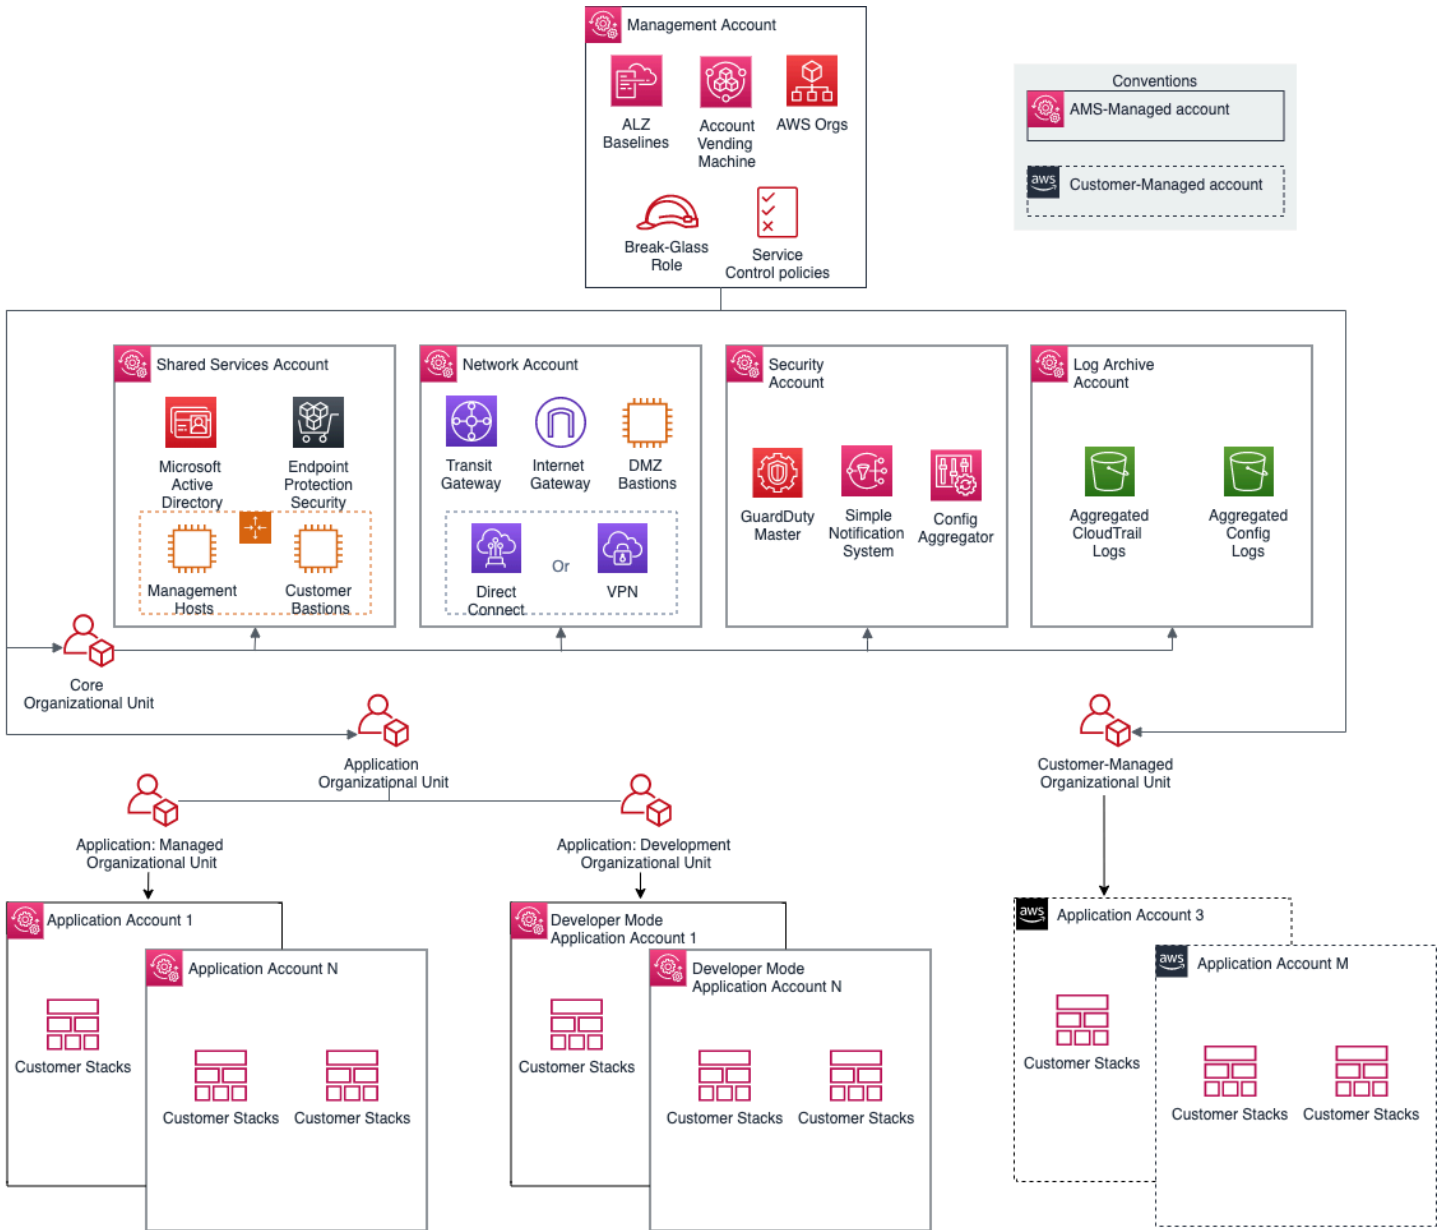 Management Account
ALZ
Baselines
Account
Vending
Machine
AWS Orgs
Break-Glass
Role
Service
Control policies
Conventions
AMS-Managed account
aws
Customer-Managed account
Shared Services Account
Microsoft
Active
Directory
Endpoint
Protection
Security
Management
Hosts
Customer
Bastions
Network Account
Transit
Gateway
Internet
Gateway
DMZ
Bastions
Direct
Connect
Or
VPN
Security
Account
GuardDuty
Master
Simple
Notification
System
Config
Aggregator
Log Archive
Account
Aggregated
CloudTrail
Logs
Aggregated
Config
Logs
Core
Organizational Unit
Application
Organizational Unit
Customer-Managed
Organizational Unit
Application: Managed
Organizational Unit
Application: Development
Organizational Unit
Application Account 1
Customer Stacks
Application Account N
Customer Stacks
Customer Stacks
Developer Mode
Application Account 1
Customer Stacks
Developer Mode
Application Account N
Customer Stacks
Customer Stacks
aws
Application Account 3
Customer Stacks
aws
Application Account M
Customer Stacks
Customer Stacks